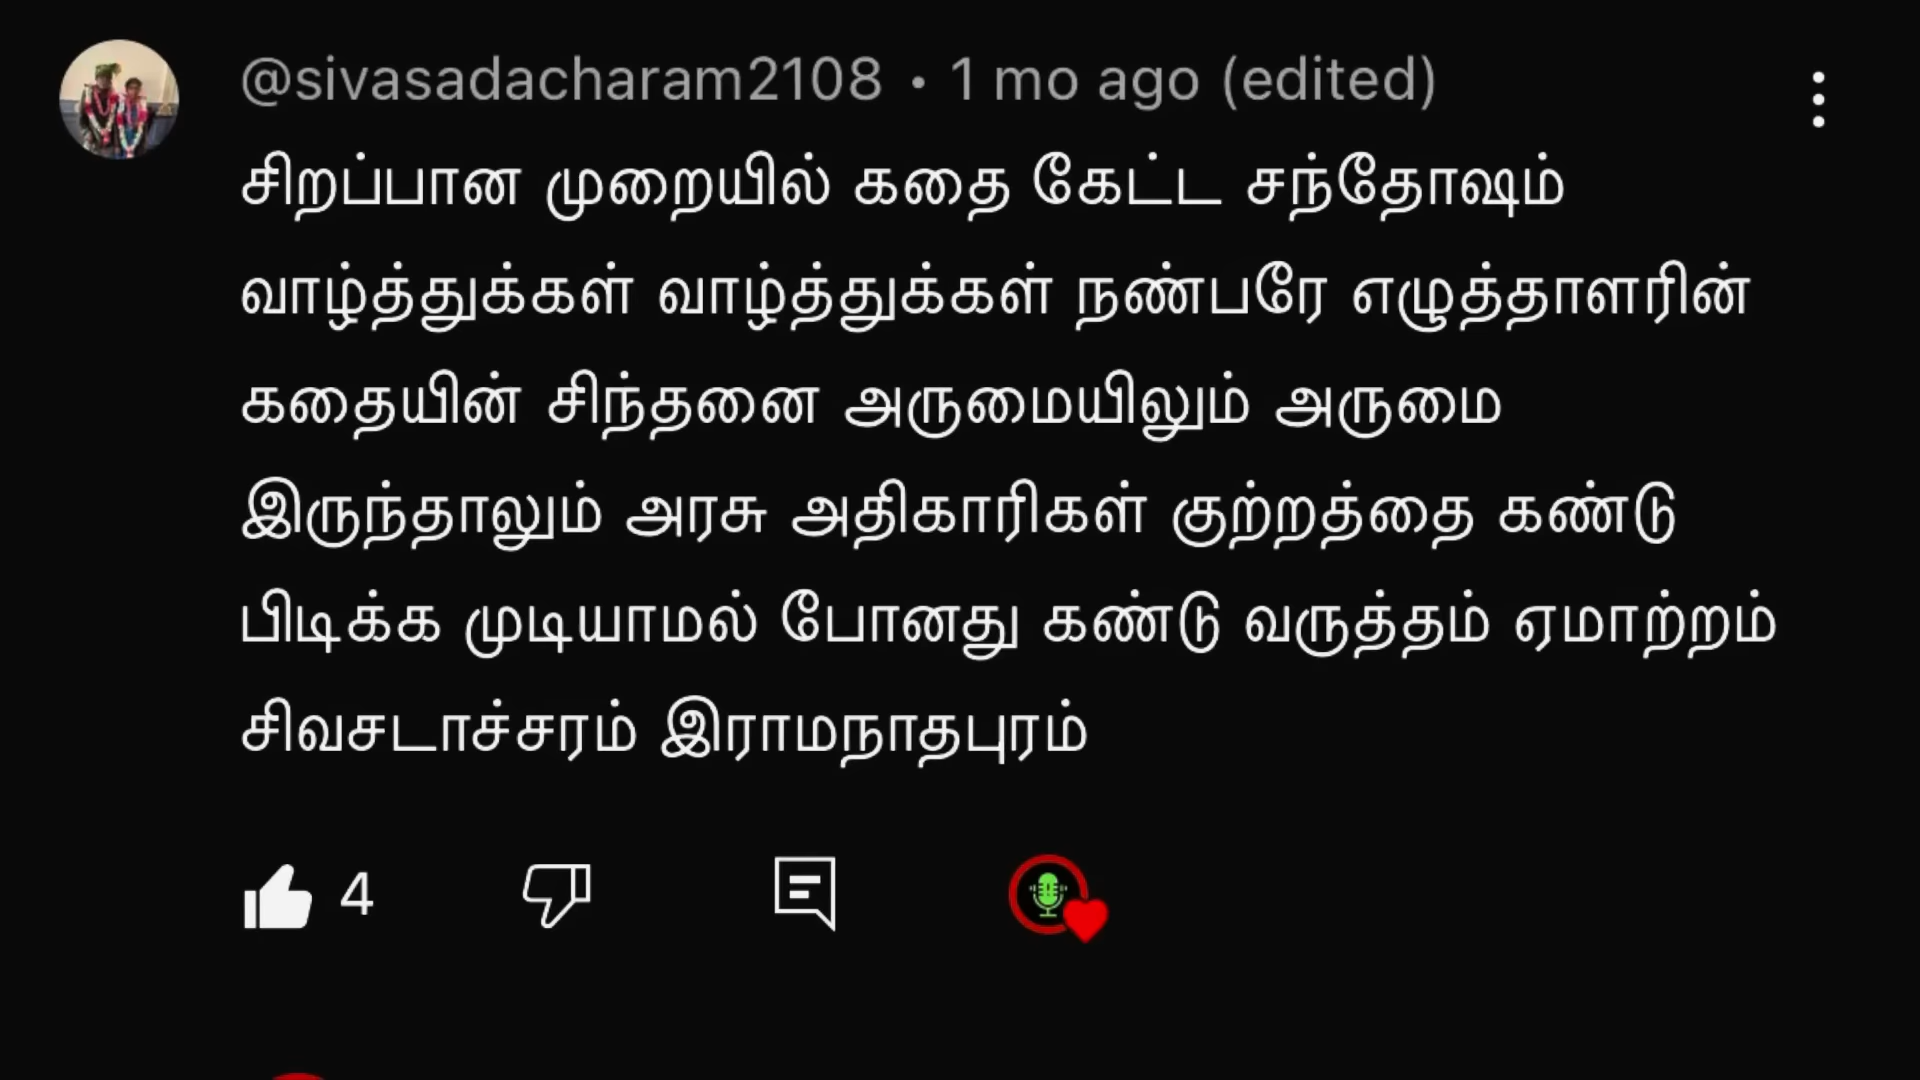 @sivasadacharam2108 • 1 mo ago (edited)
சிறப்பான முறையில் கதை கேட்ட சந்தோஷம்
வாழ்த்துக்கள் வாழ்த்துக்கள் நண்பரே எழுத்தாளரின்
கதையின் சிந்தனை அருமையிலும் அருமை
இருந்தாலும் அரசு அதிகாரிகள் குற்றத்தை கண்டு
பிடிக்க முடியாமல் போனது கண்டு வருத்தம் ஏமாற்றம்
சிவசடாச்சரம் இராமநாதபுரம்
4